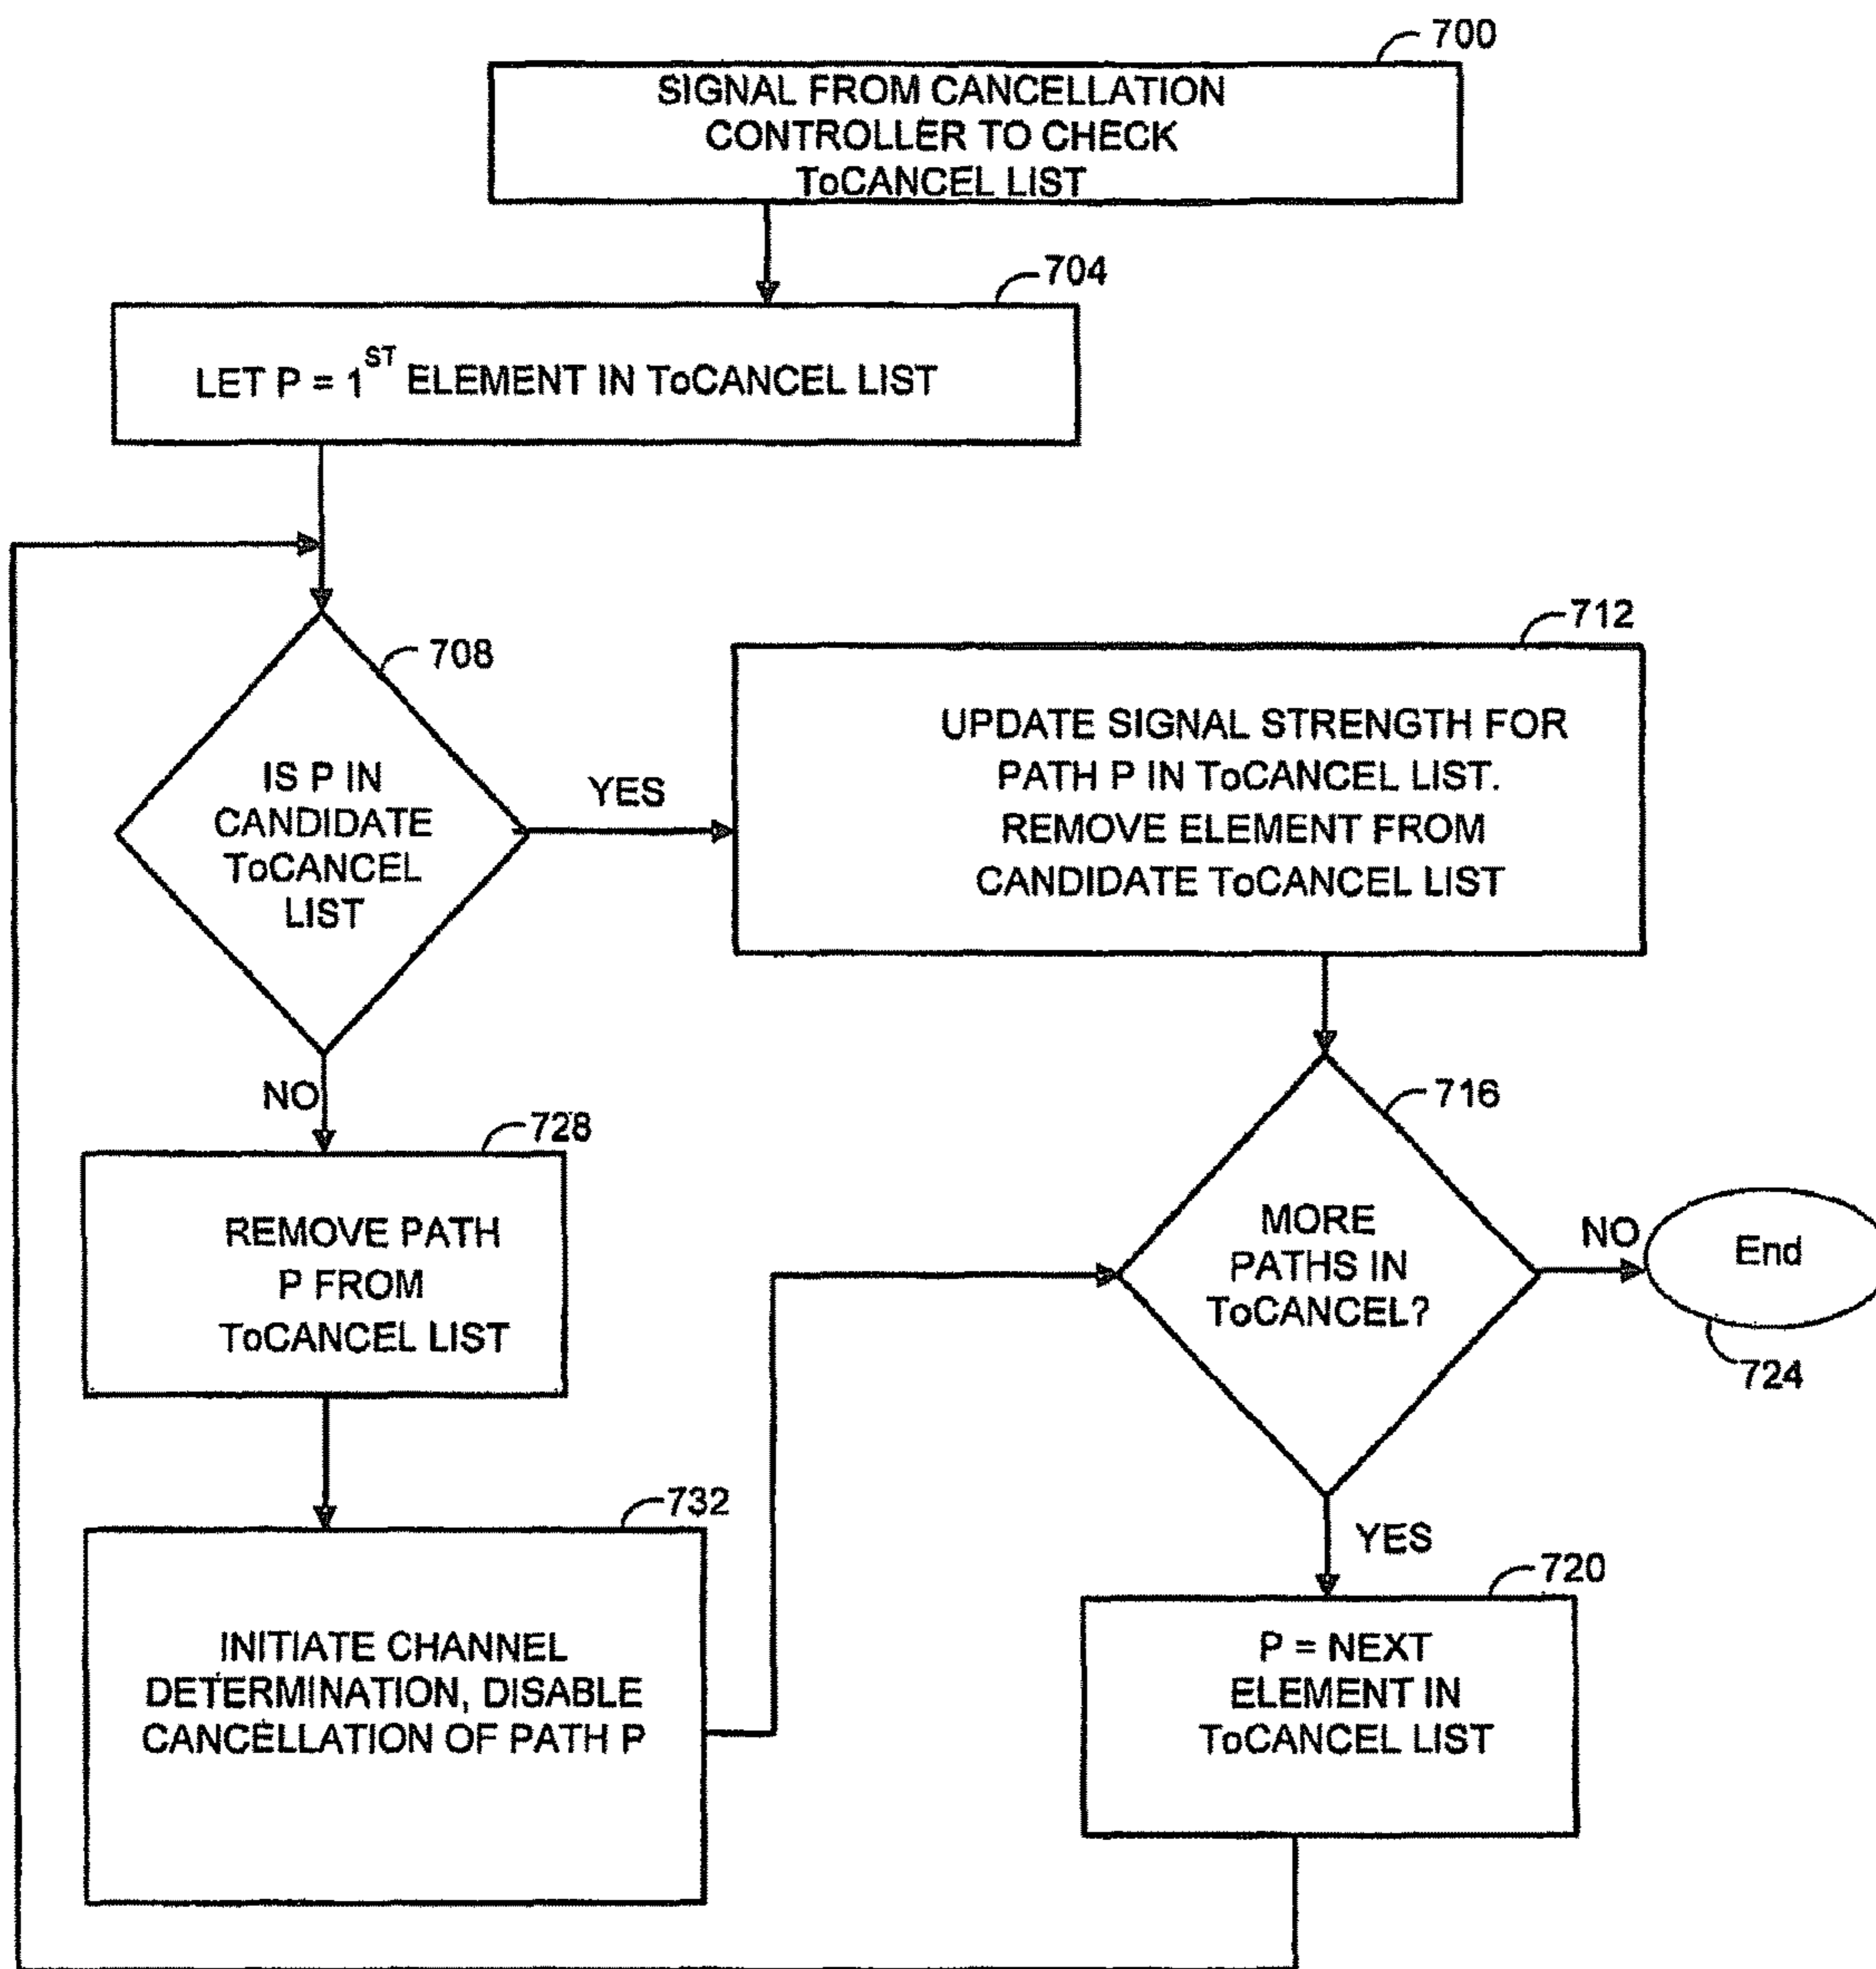 700
SIGNAL FROM CANCELLATION
CONTROLLER TO CHECK
ToCANCEL LIST
704
LET P = 1ST ELEMENT IN ToCANCEL LIST
708
IS P IN
CANDIDATE
ToCANCEL
LIST
YES
712
UPDATE SIGNAL STRENGTH FOR
PATH P IN ToCANCEL LIST.
REMOVE ELEMENT FROM
CANDIDATE ToCANCEL LIST
NO
728
REMOVE PATH
P FROM
ToCANCEL LIST
716
MORE
PATHS IN
ToCANCEL?
NO
End
724
732
INITIATE CHANNEL
DETERMINATION, DISABLE
CANCELLATION OF PATH P
YES
720
P = NEXT
ELEMENT IN
ToCANCEL LIST